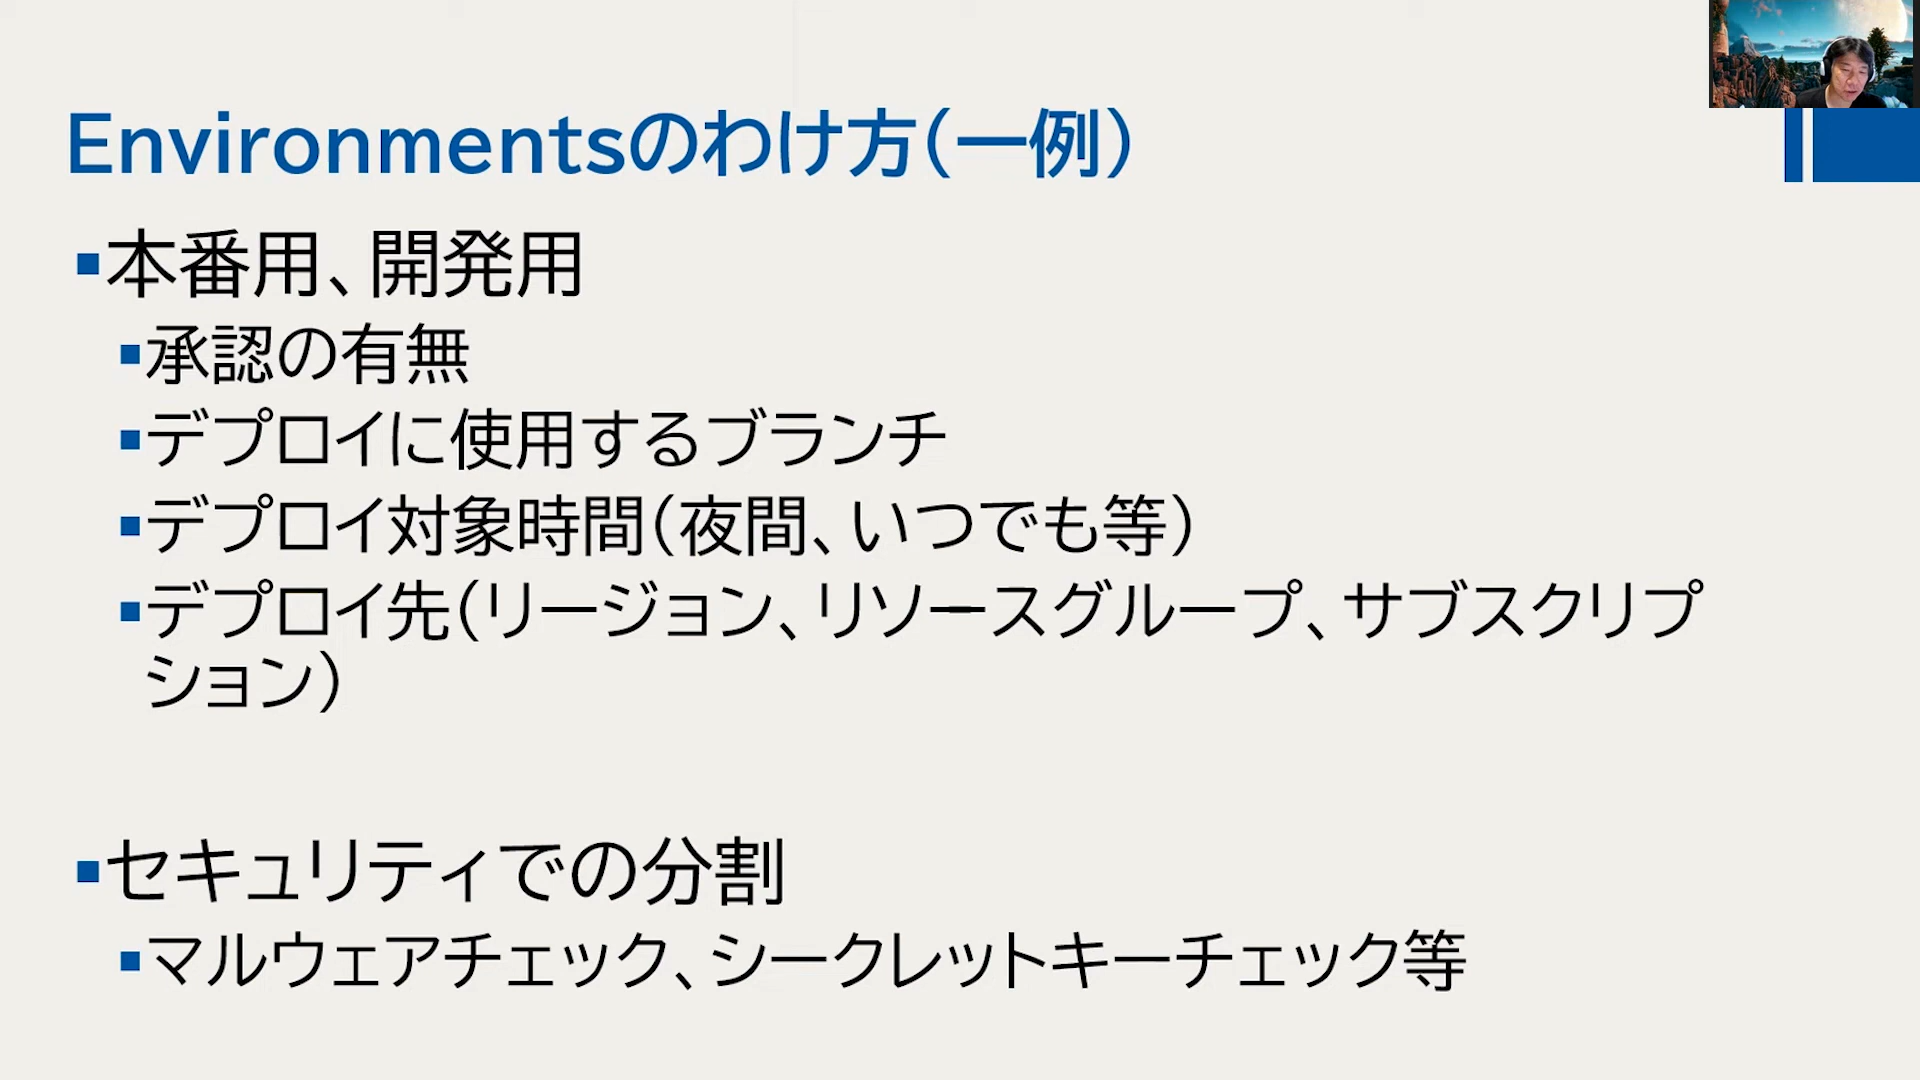 Environmentsのわけ方(一例)
▪本番用、開発用
▪承認の有無
▪デプロイに使用するブランチ
▪デプロイ対象時間(夜間、いつでも等)
▪デプロイ先(リージョン、リソースグループ、サブスクリプ
ション)
▪セキュリティでの分割
▪マルウェアチェック、シークレットキーチェック等